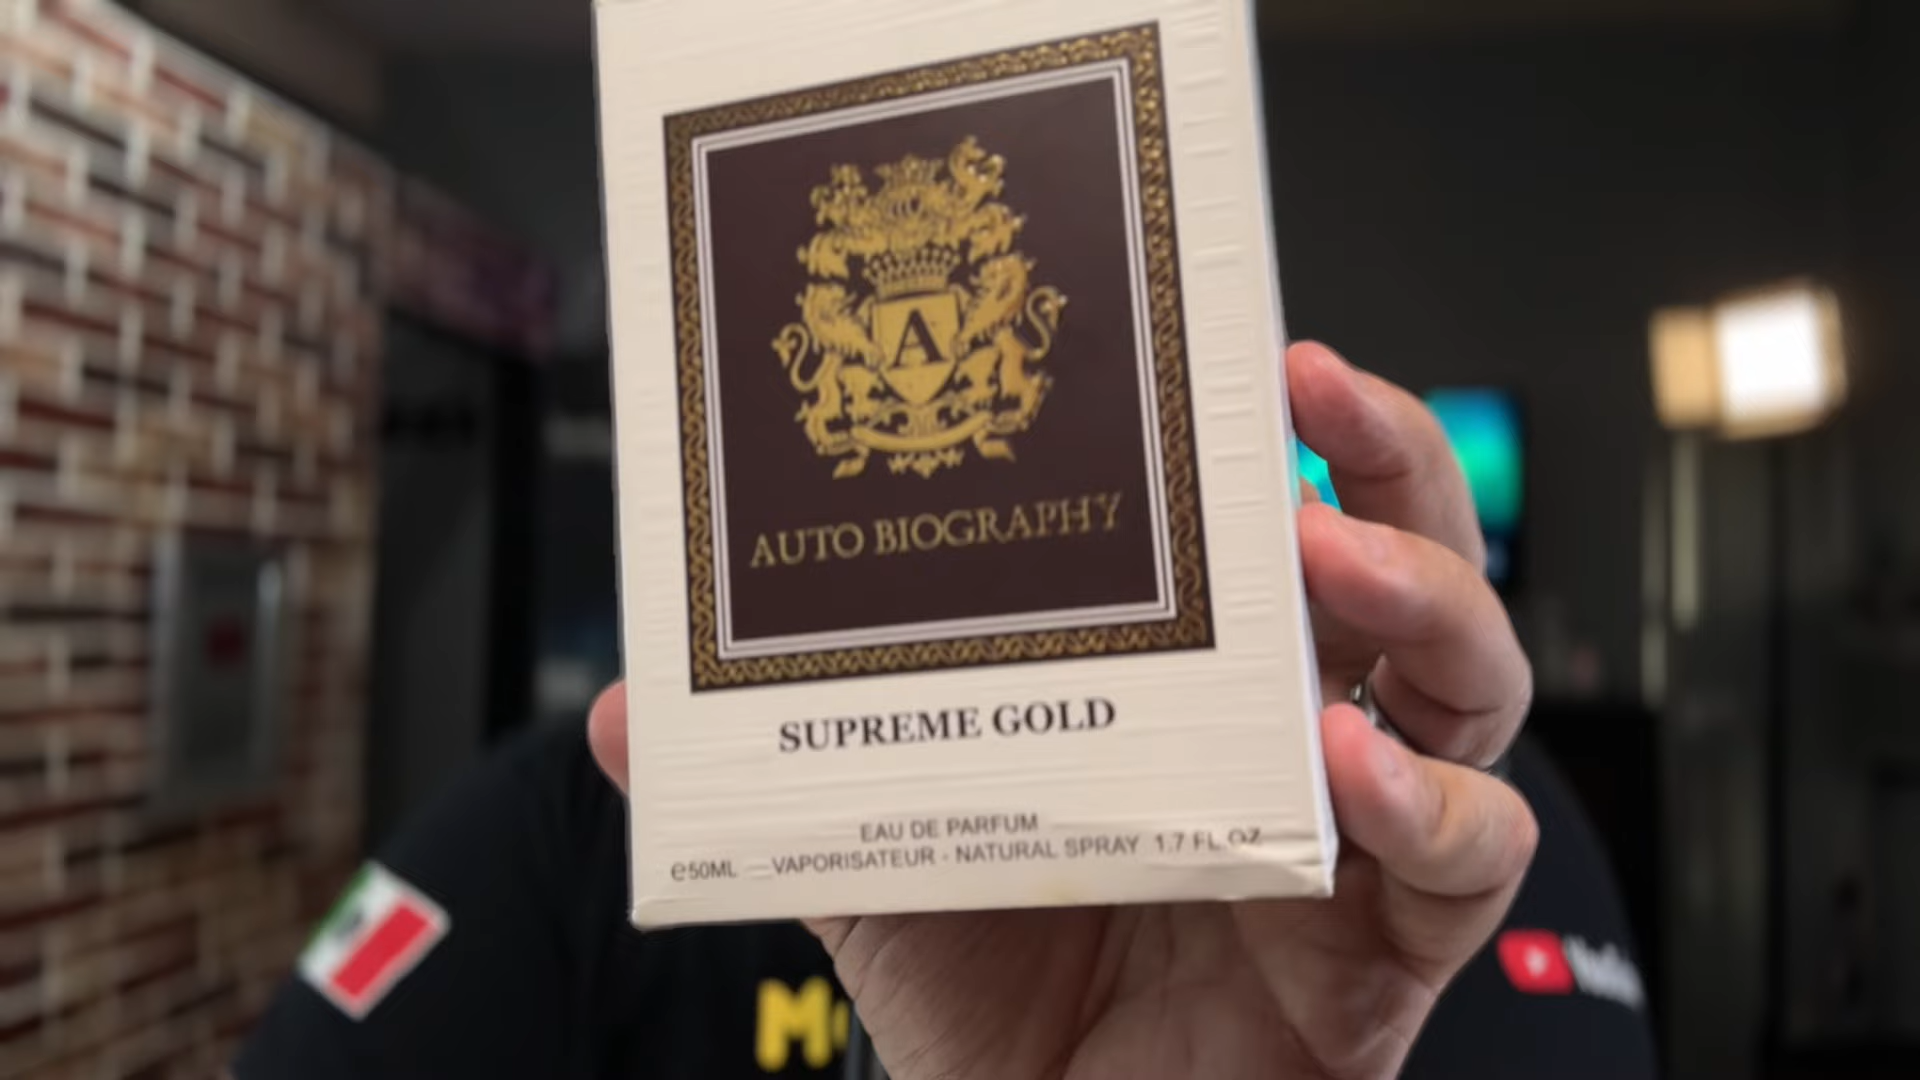 A
AUTO BIOGRAPHY
SUPREME GOLD
EAU DE PARFUM
℮50ML VAPORISATEUR - NATURAL SPRAY 1.7 FL.OZ